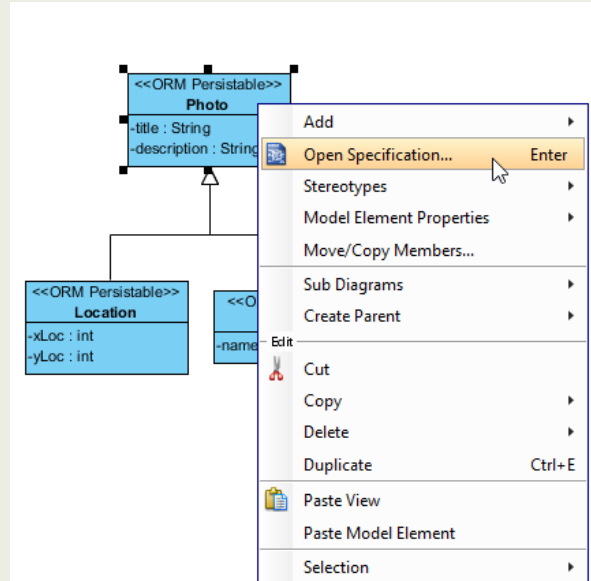 <<ORM Persistable>>
Photo
-title : String
-description : String
<<ORM Persistable>>
Location
-xLoc : int
-yLoc : int
<<O
-name
Add
Open Specification... Enter
Stereotypes
Model Element Properties
Move/Copy Members...
Sub Diagrams
Create Parent
Edit
Cut
Copy
Delete
Duplicate Ctrl+E
Paste View
Paste Model Element
Selection